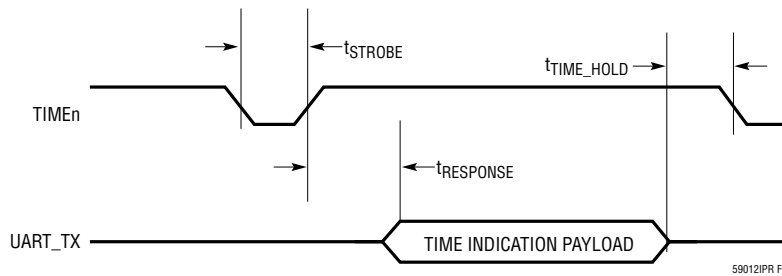 tSTROBE
tTIME_HOLD
TIMEn
tRESPONSE
UART_TX
TIME INDICATION PAYLOAD
59012IPR F